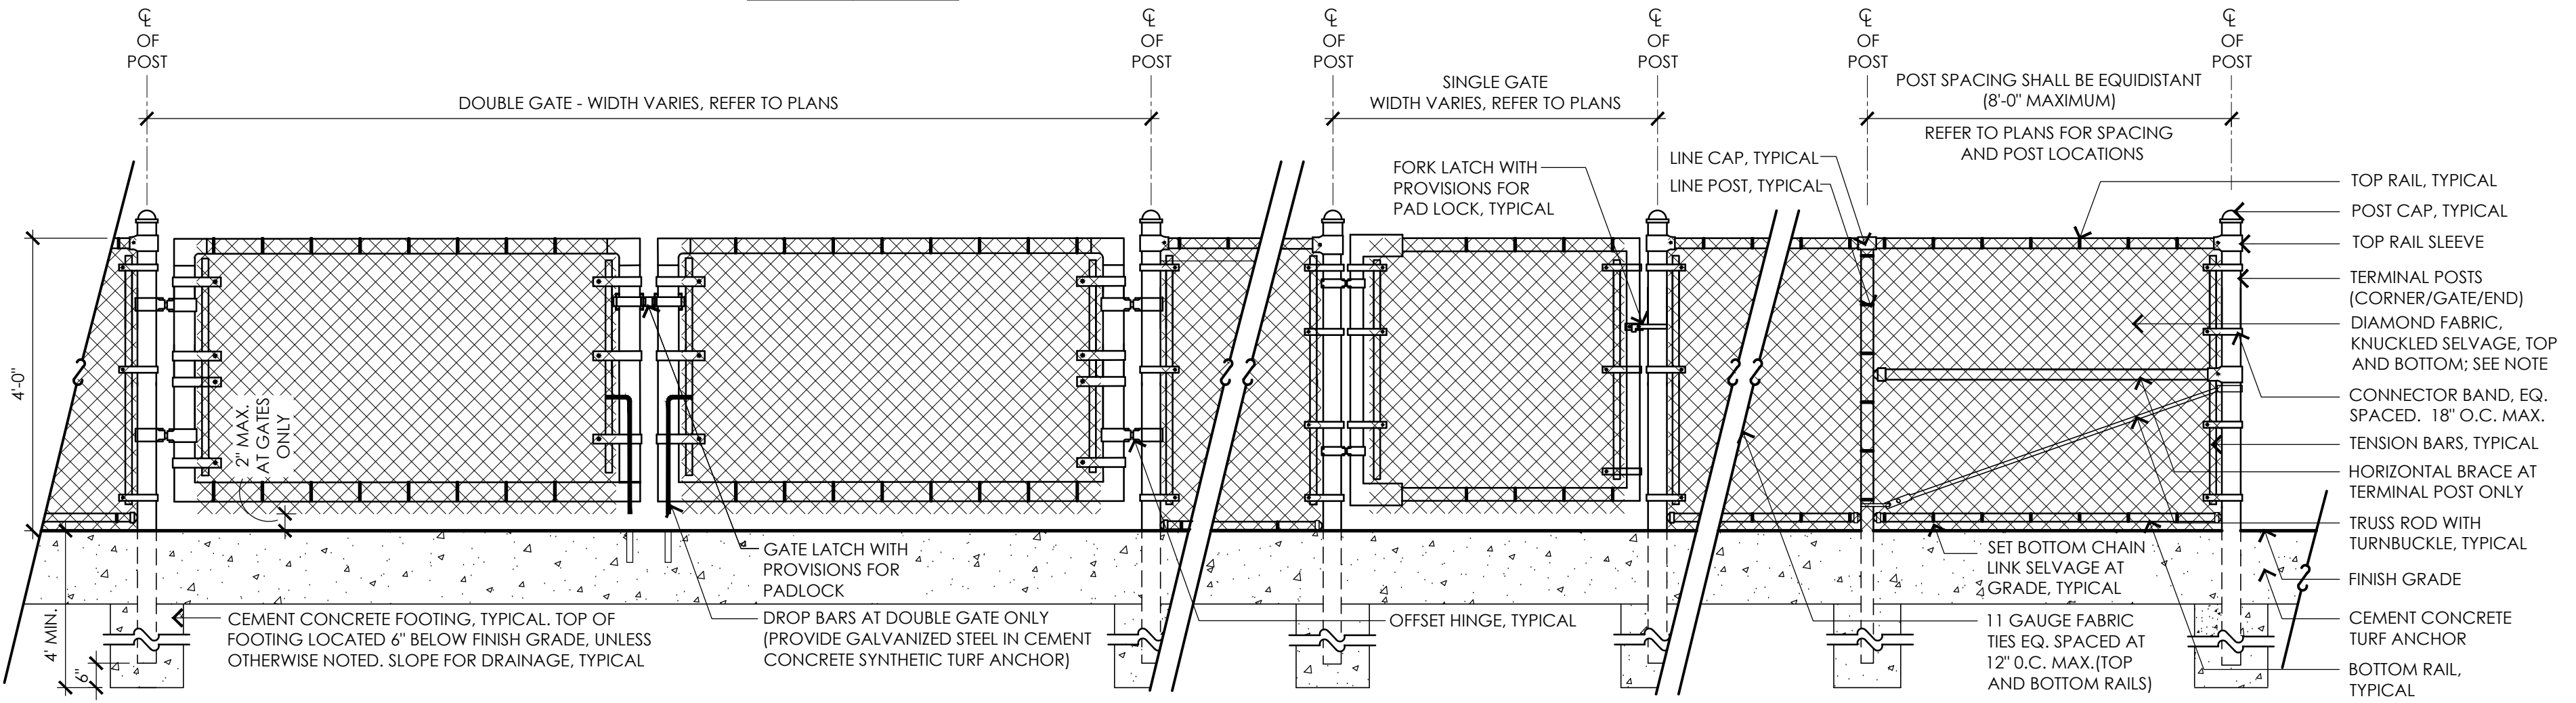 ℄
OF
POST
℄
OF
POST
℄
OF
POST
℄
OF
POST
℄
OF
POST
℄
OF
POST
DOUBLE GATE - WIDTH VARIES, REFER TO PLANS
SINGLE GATE
WIDTH VARIES, REFER TO PLANS
POST SPACING SHALL BE EQUIDISTANT
(8'-0" MAXIMUM)
REFER TO PLANS FOR SPACING
AND POST LOCATIONS
FORK LATCH WITH
PROVISIONS FOR
PAD LOCK, TYPICAL
LINE CAP, TYPICAL
LINE POST, TYPICAL
TOP RAIL, TYPICAL
POST CAP, TYPICAL
TOP RAIL SLEEVE
TERMINAL POSTS
(CORNER/GATE/END)
DIAMOND FABRIC,
KNUCKLED SELVAGE, TOP
AND BOTTOM; SEE NOTE
CONNECTOR BAND, EQ.
SPACED. 18" O.C. MAX.
TENSION BARS, TYPICAL
HORIZONTAL BRACE AT
TERMINAL POST ONLY
TRUSS ROD WITH
TURNBUCKLE, TYPICAL
FINISH GRADE
CEMENT CONCRETE
TURF ANCHOR
BOTTOM RAIL,
TYPICAL
4'-0"
2" MAX.
AT GATES
ONLY
4' MIN.
6"
CEMENT CONCRETE FOOTING, TYPICAL. TOP OF
FOOTING LOCATED 6" BELOW FINISH GRADE, UNLESS
OTHERWISE NOTED. SLOPE FOR DRAINAGE, TYPICAL
GATE LATCH WITH
PROVISIONS FOR
PADLOCK
DROP BARS AT DOUBLE GATE ONLY
(PROVIDE GALVANIZED STEEL IN CEMENT
CONCRETE SYNTHETIC TURF ANCHOR)
OFFSET HINGE, TYPICAL
SET BOTTOM CHAIN
LINK SELVAGE AT
GRADE, TYPICAL
11 GAUGE FABRIC
TIES EQ. SPACED AT
12" 0.C. MAX.(TOP
AND BOTTOM RAILS)